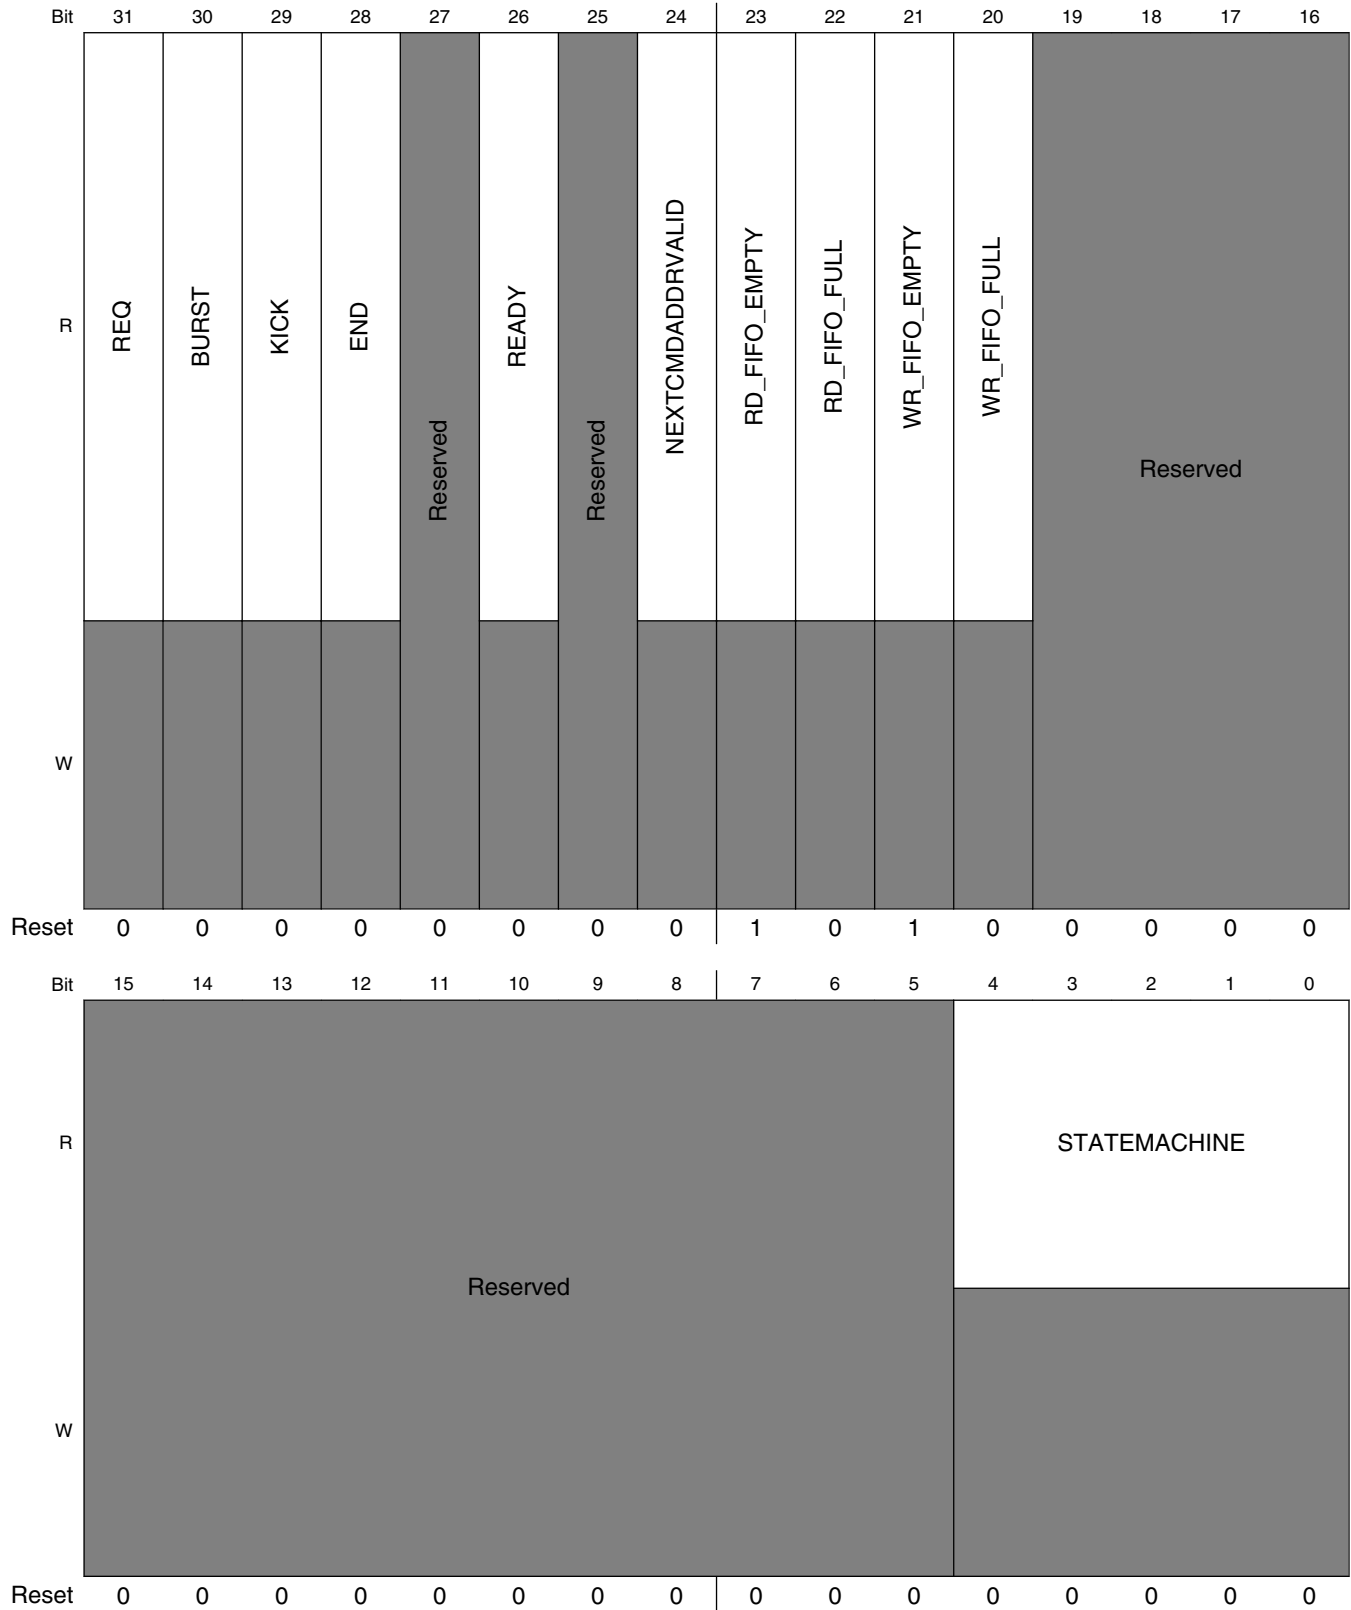 Bit 31 30 29 28 27 26 25 24 23 22 21 20 19 18 17 16
R REQ BURST KICK END Reserved READY Reserved NEXTCMDADDRVALID RD_FIFO_EMPTY RD_FIFO_FULL WR_FIFO_EMPTY WR_FIFO_FULL Reserved
W
Reset 0 0 0 0 0 0 0 0 1 0 1 0 0 0 0 0
Bit 15 14 13 12 11 10 9 8 7 6 5 4 3 2 1 0
R Reserved STATEMACHINE
W
Reset 0 0 0 0 0 0 0 0 0 0 0 0 0 0 0 0